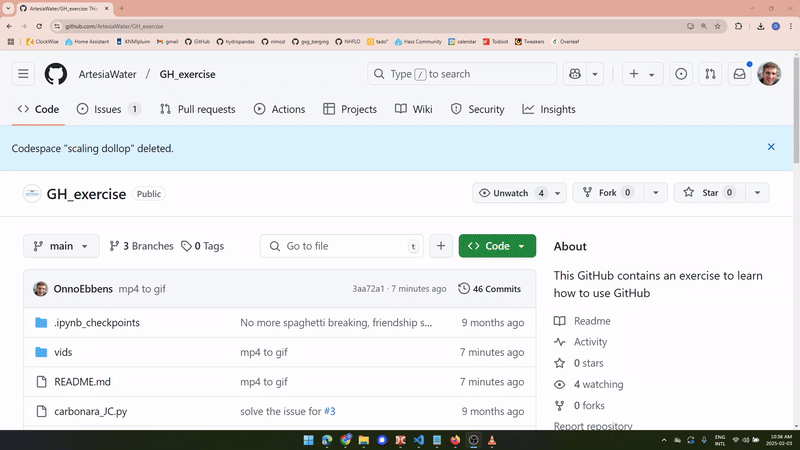 ArtesiaWater/GH_exercise: This
github.com/ArtesiaWater/GH_exercise
ClockWise Home Assistant KNMIpluim gmail GitHub hydropandas nlmod gxg_berging NHFLO tado° Hass Community calendar Todoist Tweakers Overleaf
ArtesiaWater / GH_exercise
Type / to search
Code Issues 1 Pull requests Actions Projects Wiki Security Insights
Codespace "scaling dollop" deleted.
GH_exercise Public
Unwatch 4 Fork 0 Star 0
main 3 Branches 0 Tags Go to file t Code
About
This GitHub contains an exercise to learn
how to use GitHub
OnnoEbbens mp4 to gif 3aa72a1 · 7 minutes ago 46 Commits
.ipynb_checkpoints No more spaghetti breaking, friendship s... 9 months ago
vids mp4 to gif 7 minutes ago
README.md mp4 to gif 7 minutes ago
carbonara_JC.py solve the issue for #3 9 months ago
Readme
Activity
0 stars
4 watching
0 forks
Report repository
ENG
INTL
10:36 AM
2025-02-03